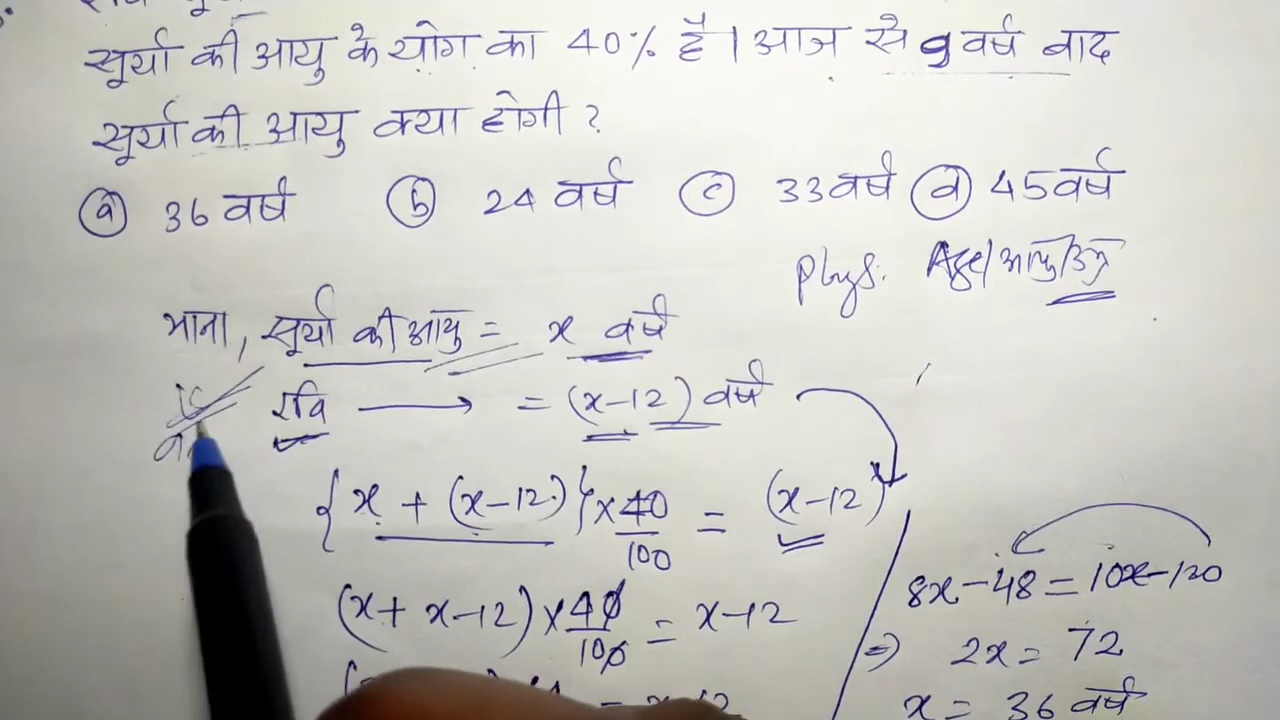 सूर्या की आयु के योग का 40% है । आज से 9 वर्ष बाद
सूर्या की आयु क्या होगी ?
(a) 36 वर्ष (b) 24 वर्ष (c) 33 वर्ष (d) 45 वर्ष
Age/आयु/उम्र
माना, सूर्या की आयु = x वर्ष
रवि ⟶ = (x-12) वर्ष
{x + (x-12)} × 40/100 = (x-12)
(x + x-12) × 40/100 = x-12
8x-48 = 10x-120
⇒ 2x = 72
x = 36 वर्ष